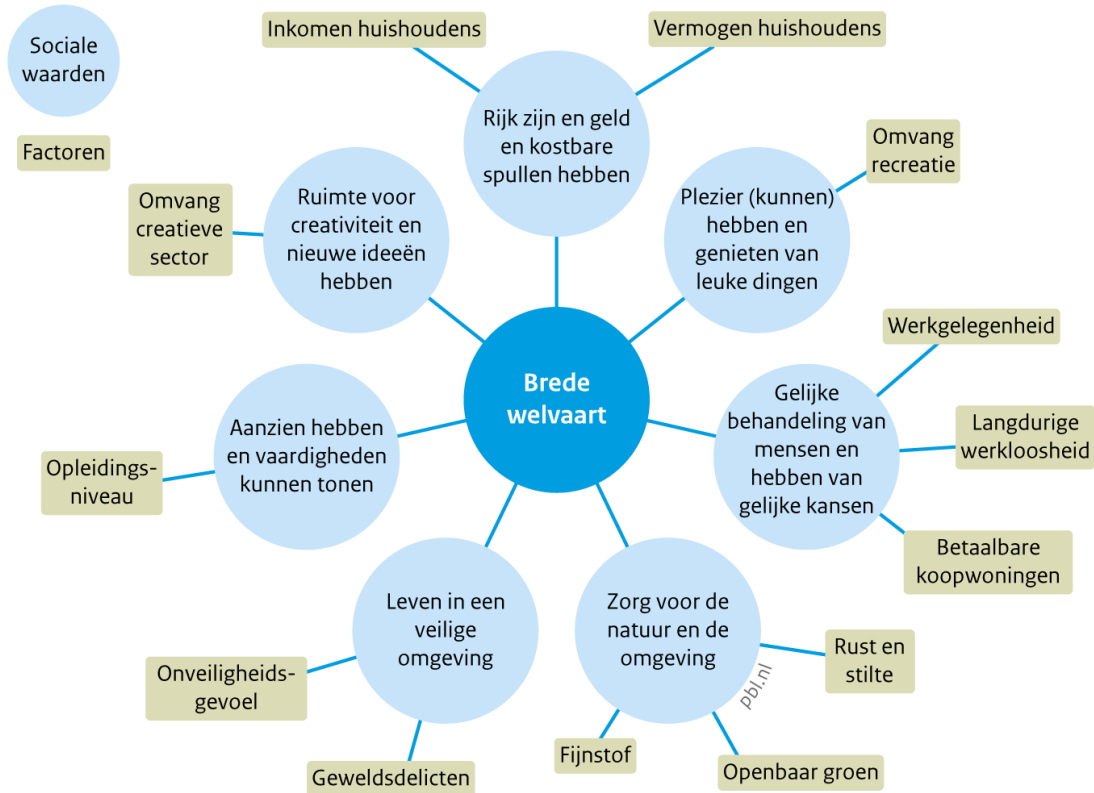 Sociale
waarden
Factoren
Inkomen huishoudens
Vermogen huishoudens
Rijk zijn en geld
en kostbare
spullen hebben
Omvang
recreatie
Plezier (kunnen)
hebben en
genieten van
leuke dingen
Omvang
creatieve
sector
Ruimte voor
creativiteit en
nieuwe ideeën
hebben
Werkgelegenheid
Brede
welvaart
Gelijke
behandeling van
mensen en
hebben van
gelijke kansen
Langdurige
werkloosheid
Betaalbare
koopwoningen
Aanzien hebben
en vaardigheden
kunnen tonen
Opleidings-
niveau
Leven in een
veilige
omgeving
Onveiligheids-
gevoel
Geweldsdelicten
Zorg voor de
natuur en de
omgeving
Rust en
stilte
pbl.nl
Fijnstof
Openbaar groen